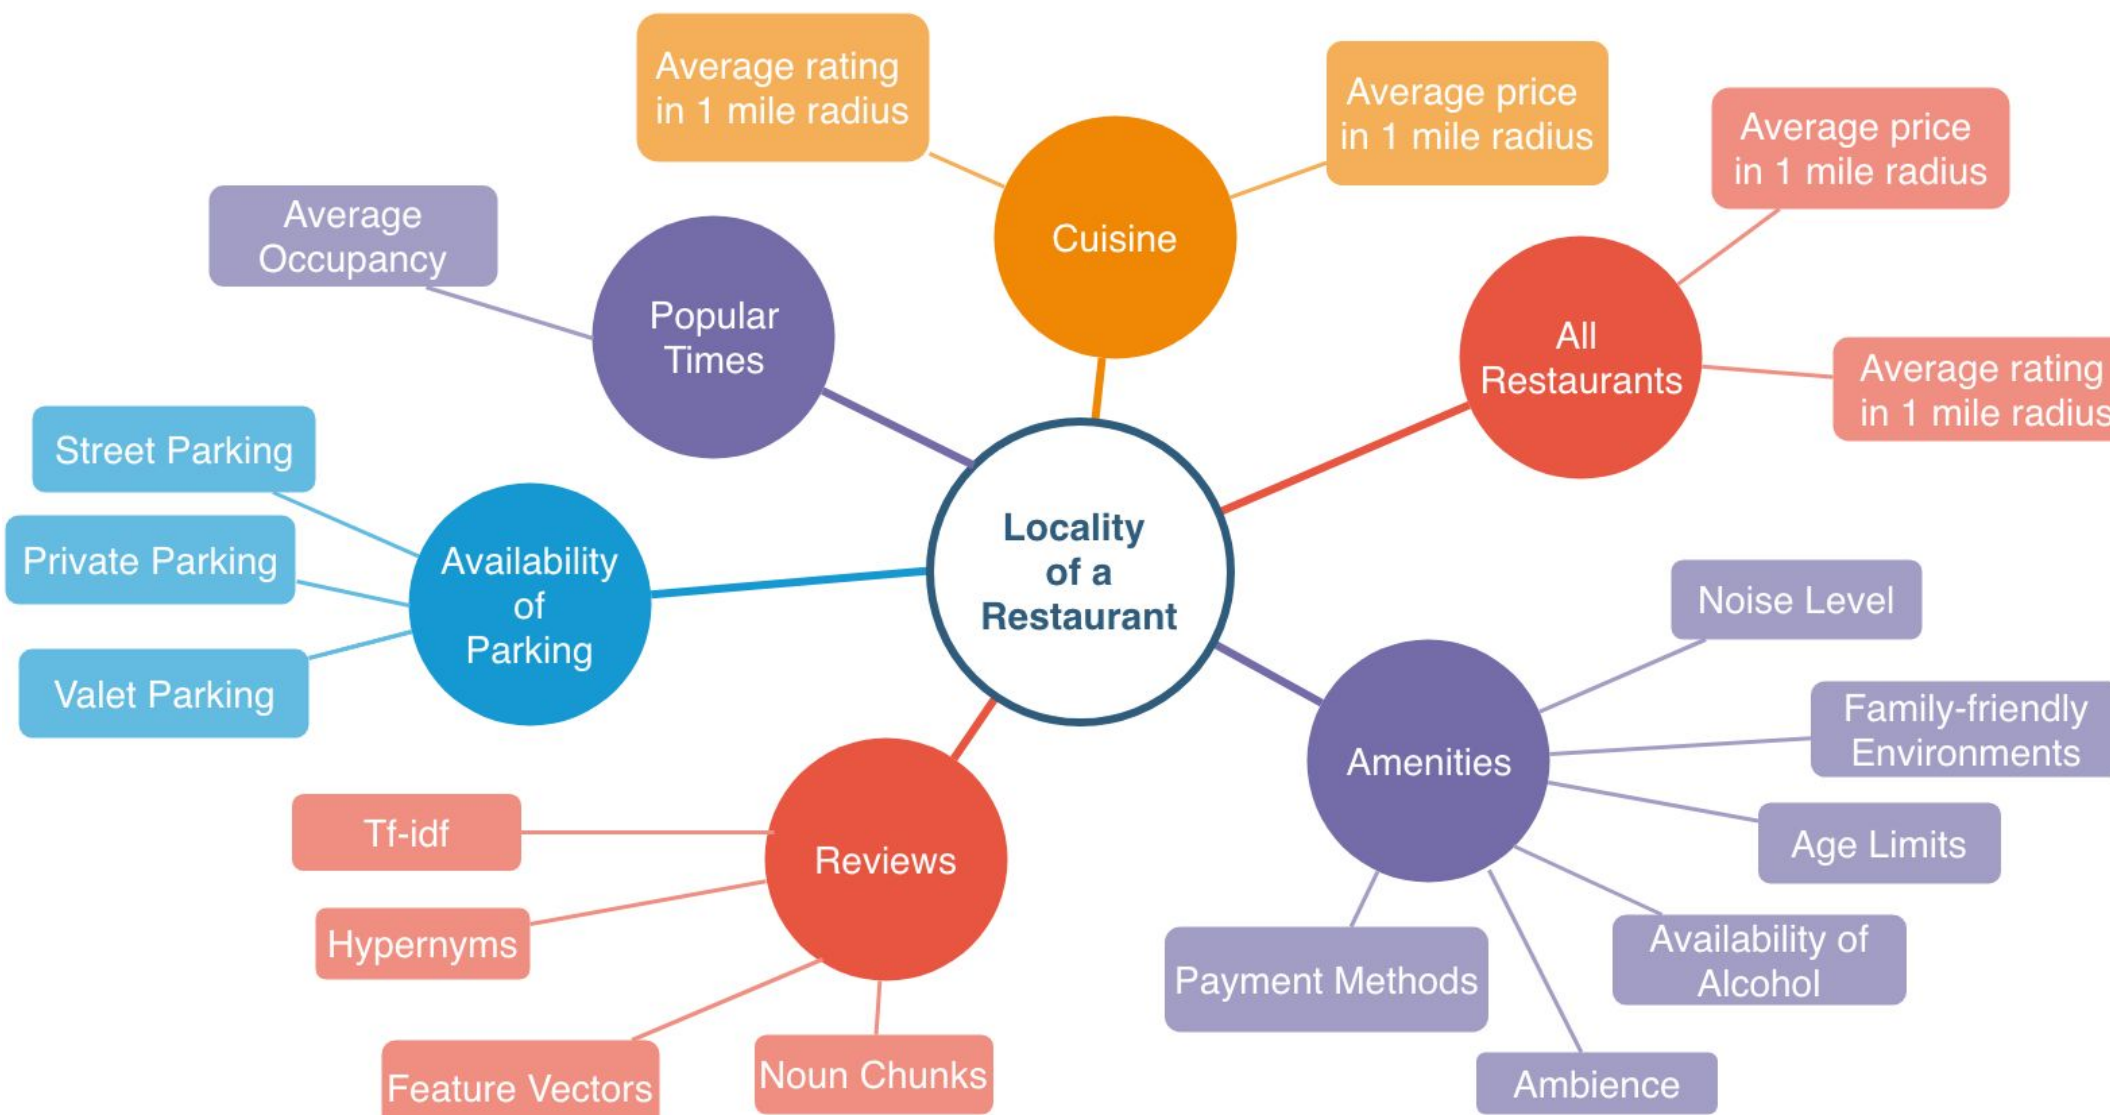 Average rating
in 1 mile radius
Average price
in 1 mile radius
Average price
in 1 mile radius
Average
Occupancy
Cuisine
Popular
Times
All
Restaurants
Average rating
in 1 mile radius
Street Parking
Private Parking
Valet Parking
Availability
of
Parking
Locality
of a
Restaurant
Noise Level
Family-friendly
Environments
Amenities
Age Limits
Tf-idf
Reviews
Hypernyms
Availability of
Alcohol
Payment Methods
Feature Vectors
Noun Chunks
Ambience